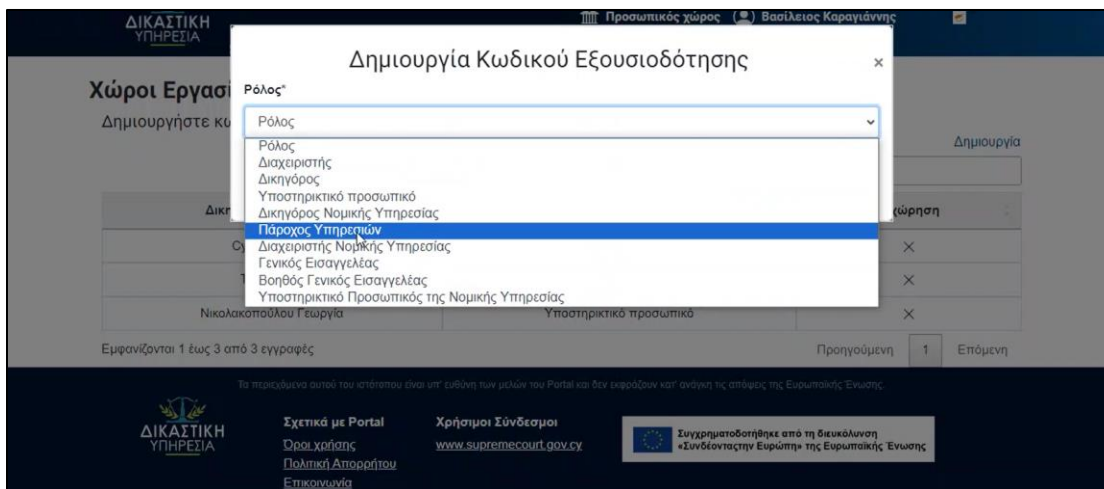 ΔΙΚΑΣΤΙΚΗ
ΥΠΗΡΕΣΙΑ
Προσωπικός χώρος Βασίλειος Καραγιάννης
Δημιουργία Κωδικού Εξουσιοδότησης ×
Χώροι Εργασί
Ρόλος*
Δημιουργήστε κω
Ρόλος
Δημιουργία
Ρόλος
Διαχειριστής
Δικηγόρος
Υποστηρικτικό προσωπικό
Δικηγόρος Νομικής Υπηρεσίας
Πάροχος Υπηρεσιών
Διαχειριστής Νομικής Υπηρεσίας
Γενικός Εισαγγελέας
Βοηθός Γενικός Εισαγγελέας
Υποστηρικτικό Προσωπικός της Νομικής Υπηρεσίας
Δικη
χώρηση
Νικολακοπούλου Γεωργία Υποστηρικτικό προσωπικό
Εμφανίζονται 1 έως 3 από 3 εγγραφές Προηγούμενη 1 Επόμενη
Τα περιεχόμενα αυτού του ιστότοπου είναι υπ' ευθύνη των μελών του Portal και δεν εκφράζουν κατ' ανάγκη τις απόψεις της Ευρωπαϊκής Ένωσης.
ΔΙΚΑΣΤΙΚΗ
ΥΠΗΡΕΣΙΑ
Σχετικά με Portal
Όροι χρήσης
Πολιτική Απορρήτου
Επικοινωνία
Χρήσιμοι Σύνδεσμοι
www.supremecourt.gov.cy
Συγχρηματοδοτήθηκε από τη διευκόλυνση
«Συνδέονταςτην Ευρώπη» της Ευρωπαϊκής Ένωσης